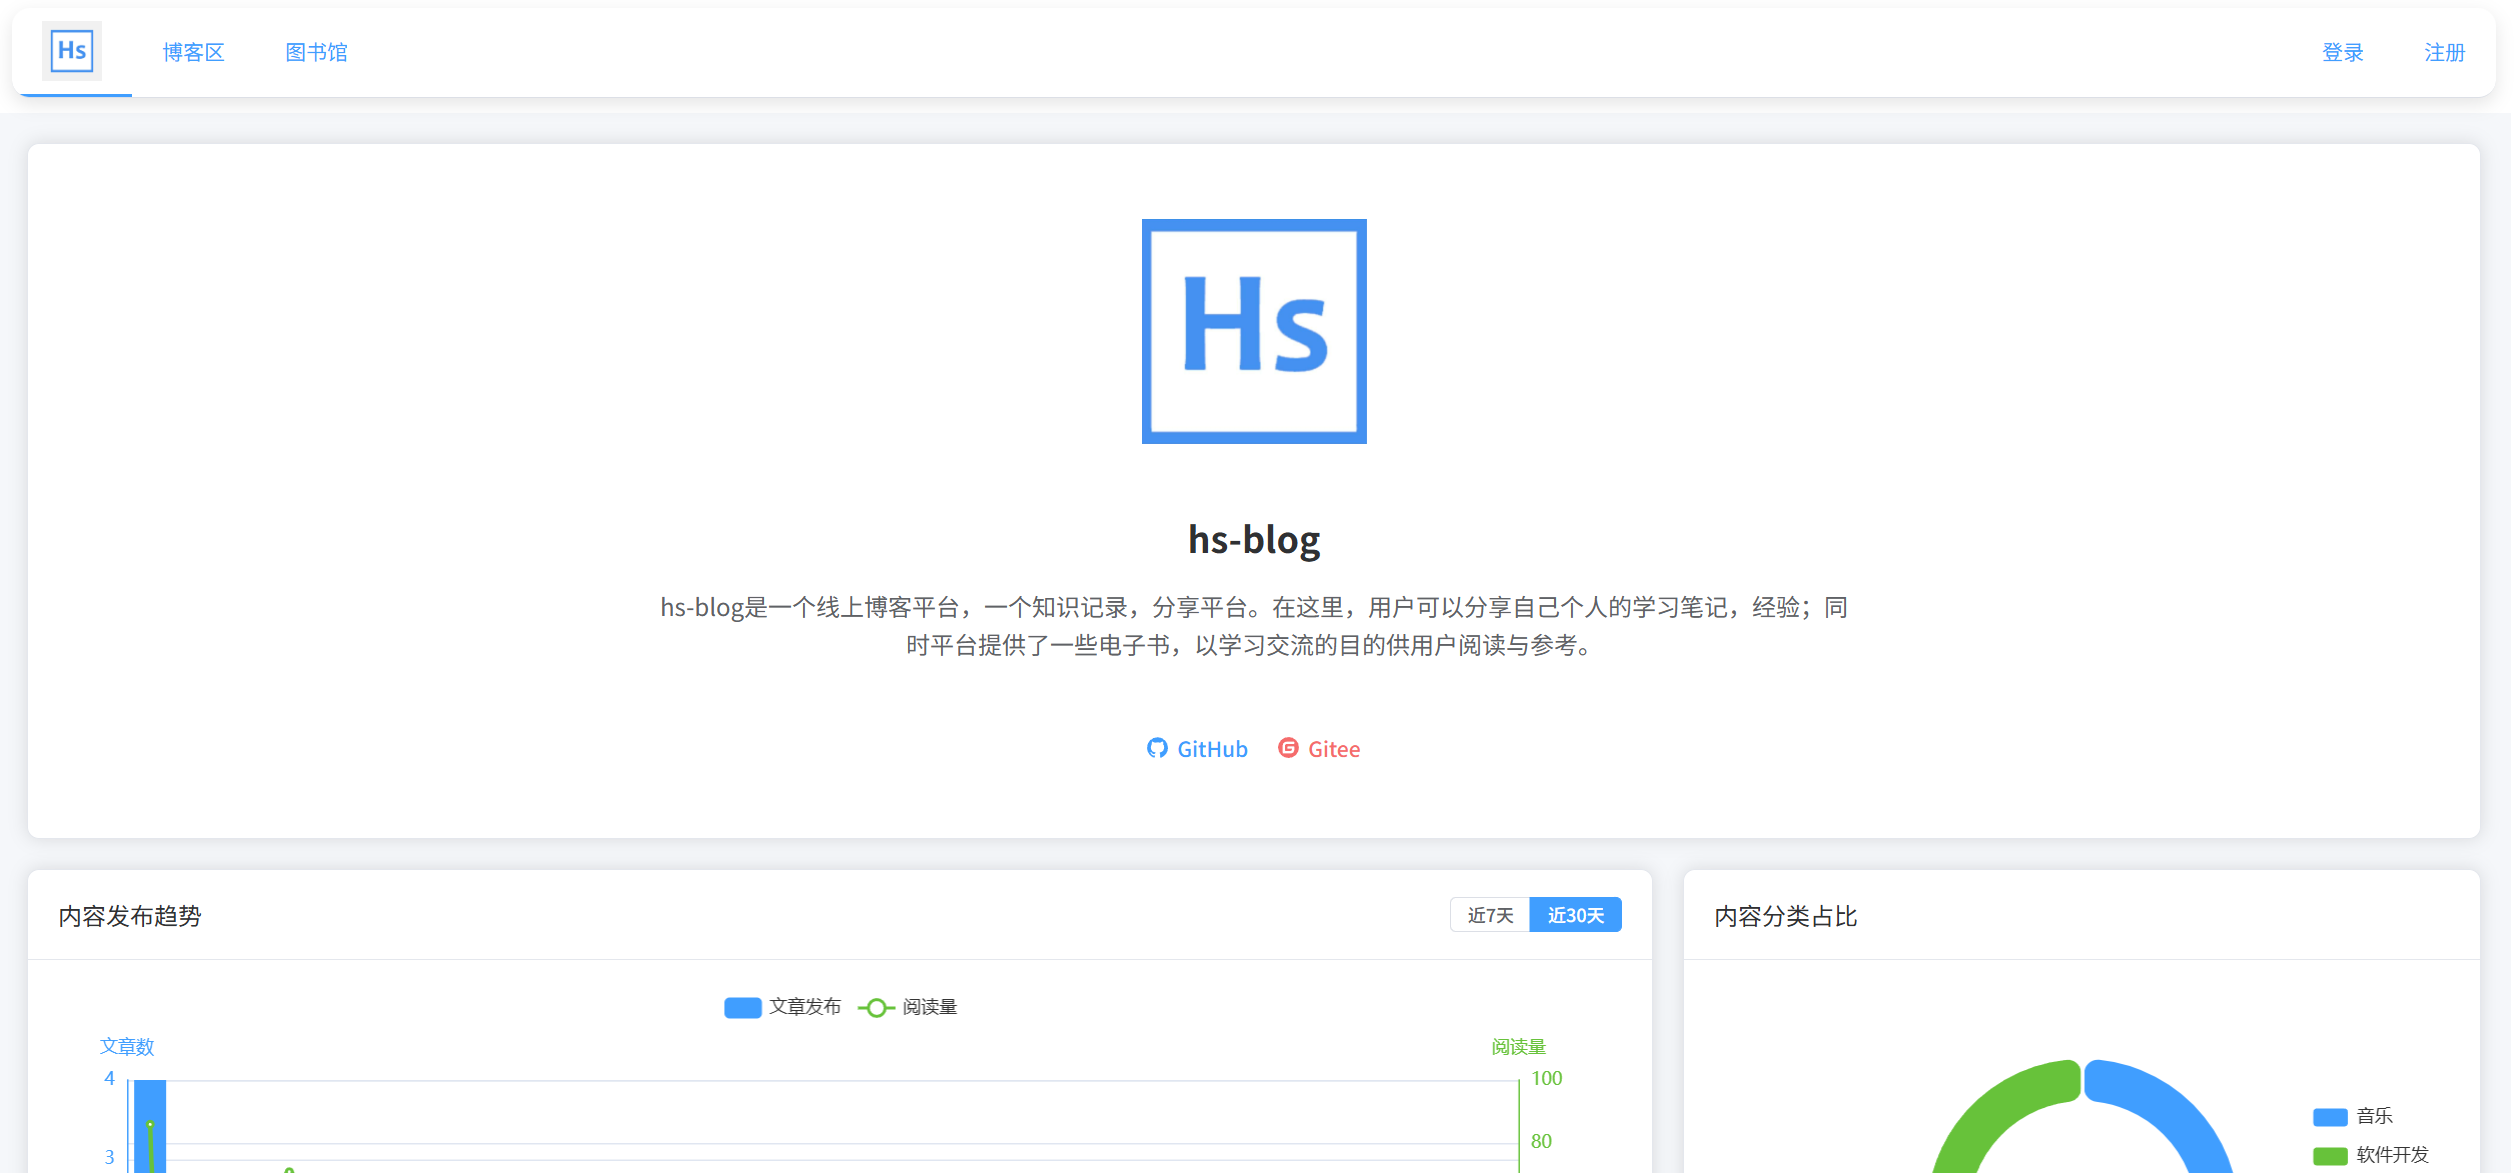 Hs
博客区
图书馆
登录
注册
Hs
hs-blog
hs-blog是一个线上博客平台，一个知识记录，分享平台。在这里，用户可以分享自己个人的学习笔记，经验；同
时平台提供了一些电子书，以学习交流的目的供用户阅读与参考。
GitHub
Gitee
内容发布趋势
近7天
近30天
文章发布
阅读量
文章数
阅读量
4
100
80
3
内容分类占比
音乐
软件开发